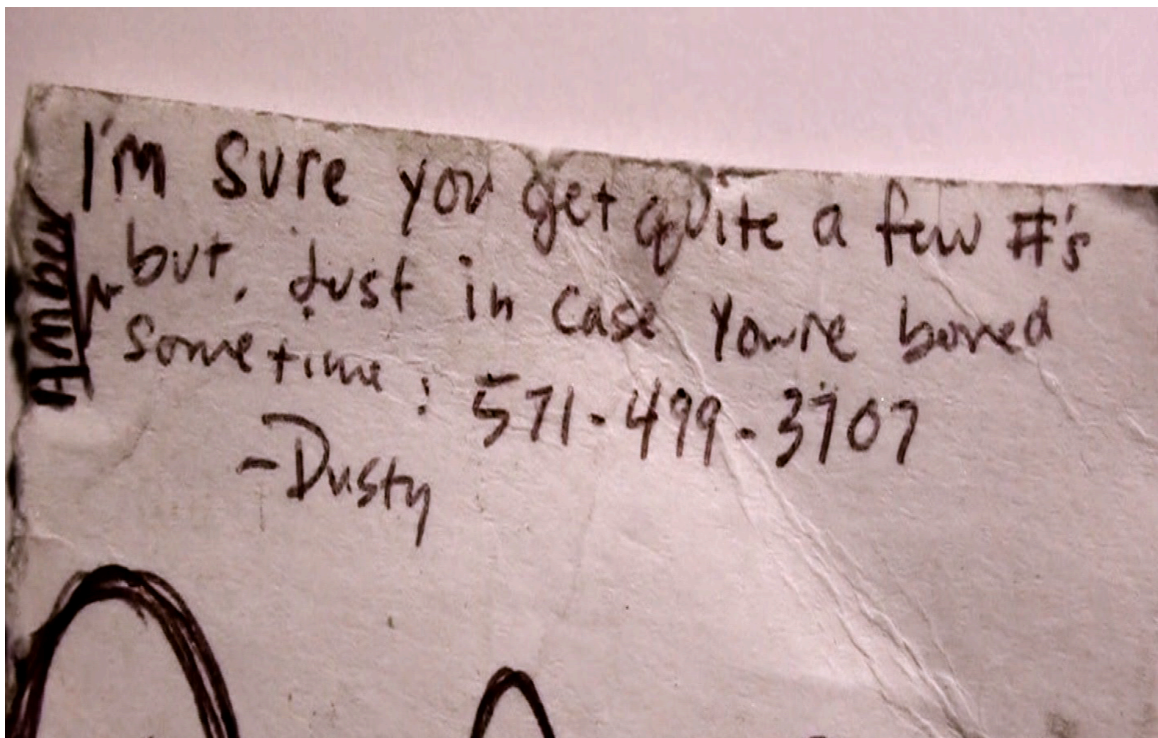 I'm Sure you get quite a few #'s
but, Just in case You're bored
Sometime: 571-499-3707
-Dusty
AMber